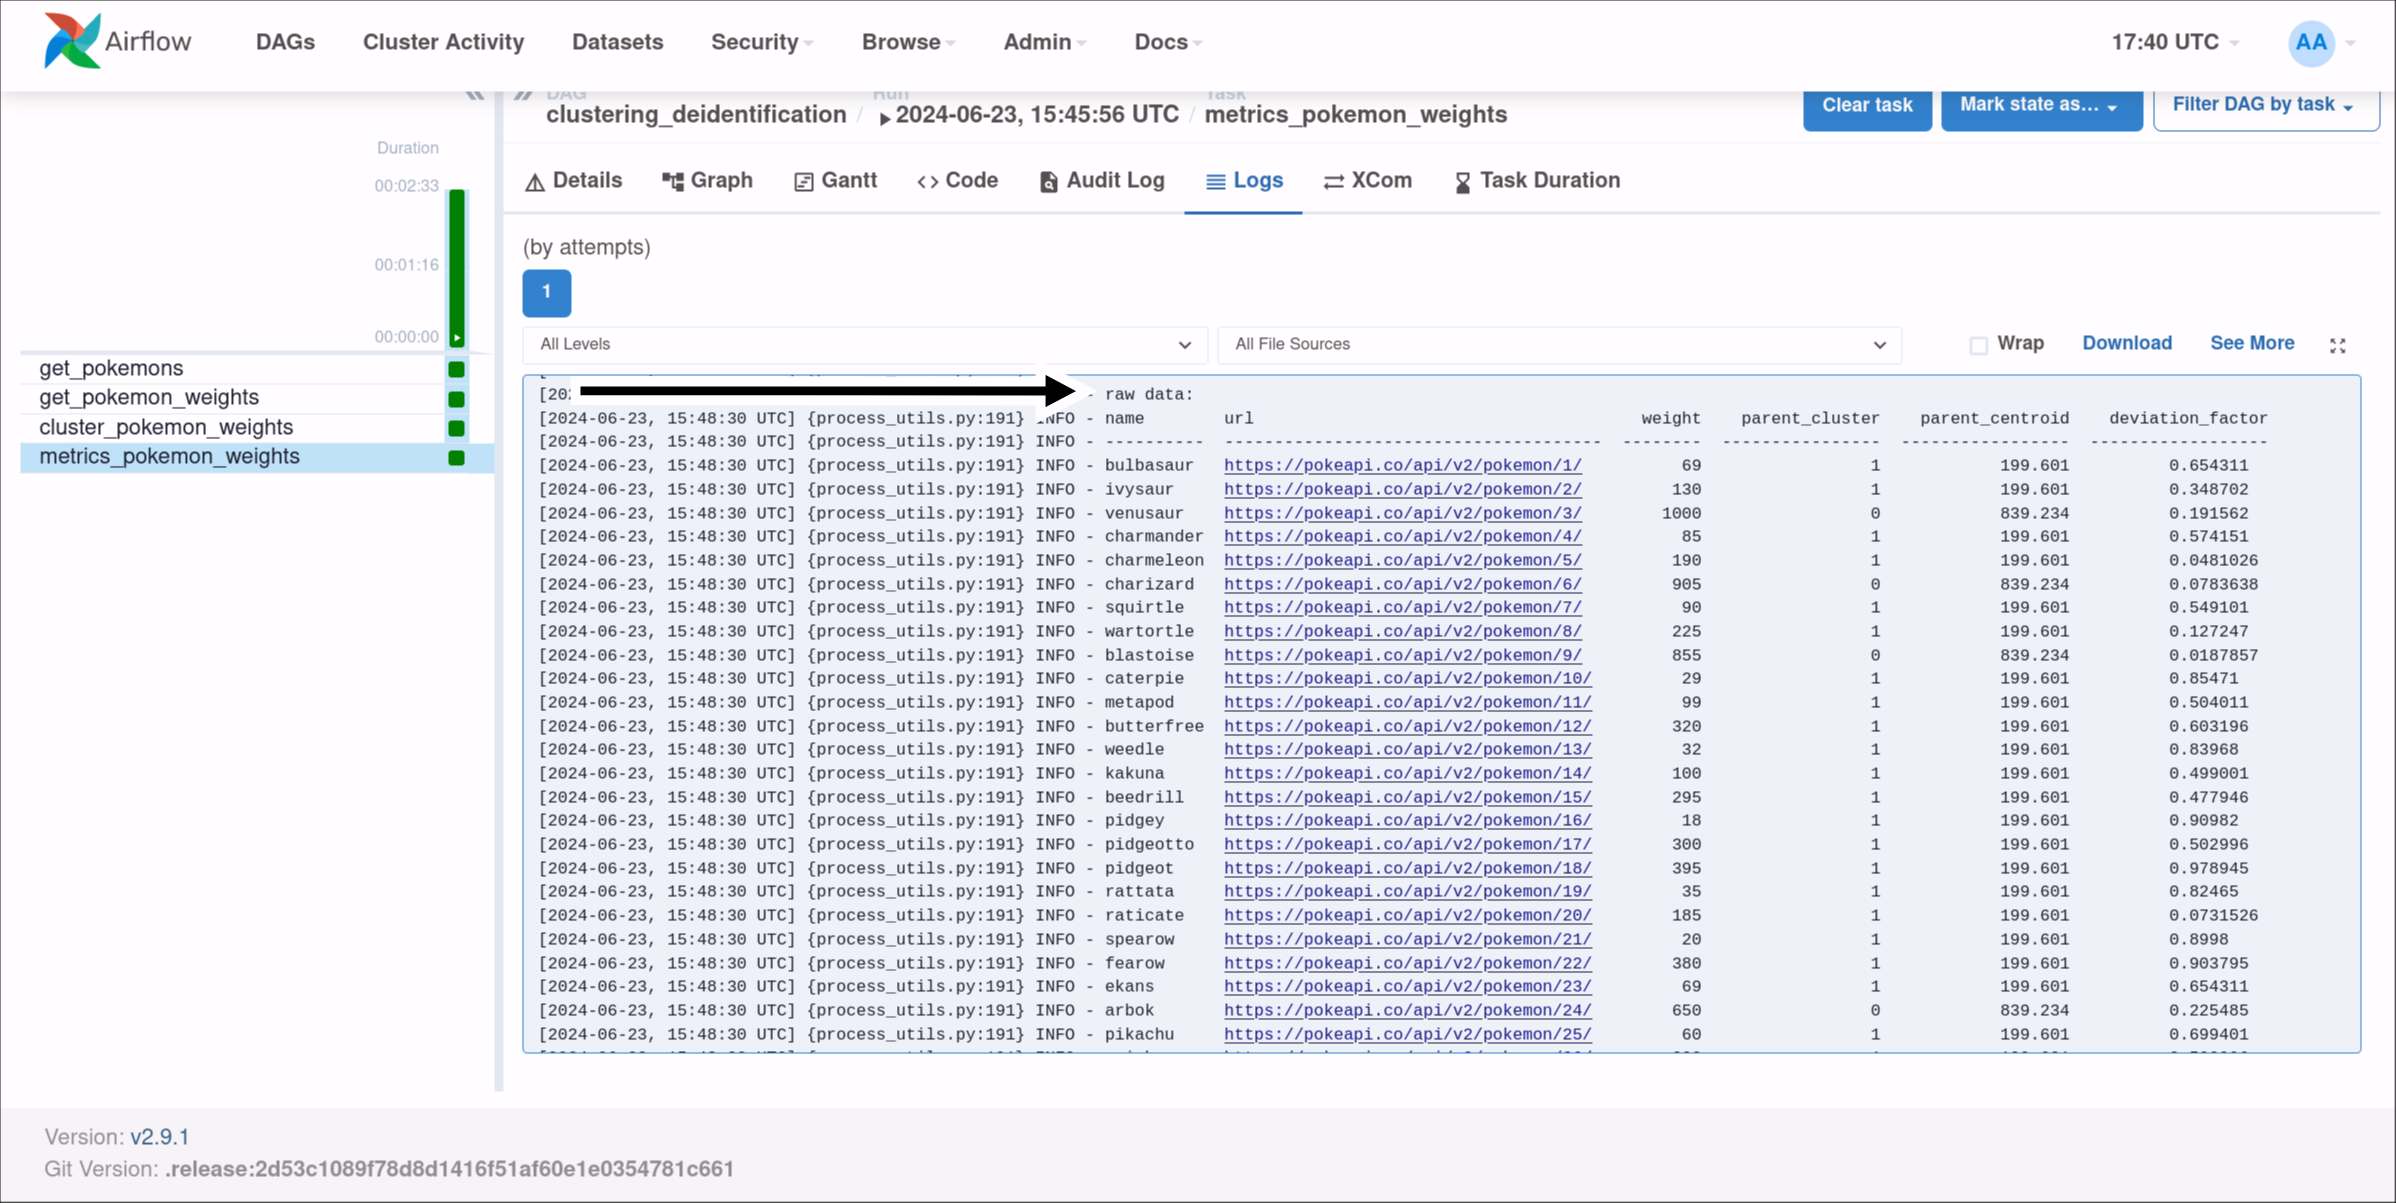 Airflow DAGs Cluster Activity Datasets Security Browse Admin Docs 17:40 UTC AA
DAG Run Task
clustering_deidentification / 2024-06-23, 15:45:56 UTC / metrics_pokemon_weights Clear task Mark state as... Filter DAG by task
Duration
00:02:33
00:01:16
00:00:00
get_pokemons
get_pokemon_weights
cluster_pokemon_weights
metrics_pokemon_weights
Details Graph Gantt Code Audit Log Logs XCom Task Duration
(by attempts)
1
All Levels All File Sources Wrap Download See More
[202 - raw data:
[2024-06-23, 15:48:30 UTC] {process_utils.py:191} INFO - name url weight parent_cluster parent_centroid deviation_factor
[2024-06-23, 15:48:30 UTC] {process_utils.py:191} INFO - ---------- -------------------------------------- -------- ---------------- ----------------- ------------------
[2024-06-23, 15:48:30 UTC] {process_utils.py:191} INFO - bulbasaur https://pokeapi.co/api/v2/pokemon/1/ 69 1 199.601 0.654311
[2024-06-23, 15:48:30 UTC] {process_utils.py:191} INFO - ivysaur https://pokeapi.co/api/v2/pokemon/2/ 130 1 199.601 0.348702
[2024-06-23, 15:48:30 UTC] {process_utils.py:191} INFO - venusaur https://pokeapi.co/api/v2/pokemon/3/ 1000 0 839.234 0.191562
[2024-06-23, 15:48:30 UTC] {process_utils.py:191} INFO - charmander https://pokeapi.co/api/v2/pokemon/4/ 85 1 199.601 0.574151
[2024-06-23, 15:48:30 UTC] {process_utils.py:191} INFO - charmeleon https://pokeapi.co/api/v2/pokemon/5/ 190 1 199.601 0.0481026
[2024-06-23, 15:48:30 UTC] {process_utils.py:191} INFO - charizard https://pokeapi.co/api/v2/pokemon/6/ 905 0 839.234 0.0783638
[2024-06-23, 15:48:30 UTC] {process_utils.py:191} INFO - squirtle https://pokeapi.co/api/v2/pokemon/7/ 90 1 199.601 0.549101
[2024-06-23, 15:48:30 UTC] {process_utils.py:191} INFO - wartortle https://pokeapi.co/api/v2/pokemon/8/ 225 1 199.601 0.127247
[2024-06-23, 15:48:30 UTC] {process_utils.py:191} INFO - blastoise https://pokeapi.co/api/v2/pokemon/9/ 855 0 839.234 0.0187857
[2024-06-23, 15:48:30 UTC] {process_utils.py:191} INFO - caterpie https://pokeapi.co/api/v2/pokemon/10/ 29 1 199.601 0.85471
[2024-06-23, 15:48:30 UTC] {process_utils.py:191} INFO - metapod https://pokeapi.co/api/v2/pokemon/11/ 99 1 199.601 0.504011
[2024-06-23, 15:48:30 UTC] {process_utils.py:191} INFO - butterfree https://pokeapi.co/api/v2/pokemon/12/ 320 1 199.601 0.603196
[2024-06-23, 15:48:30 UTC] {process_utils.py:191} INFO - weedle https://pokeapi.co/api/v2/pokemon/13/ 32 1 199.601 0.83968
[2024-06-23, 15:48:30 UTC] {process_utils.py:191} INFO - kakuna https://pokeapi.co/api/v2/pokemon/14/ 100 1 199.601 0.499001
[2024-06-23, 15:48:30 UTC] {process_utils.py:191} INFO - beedrill https://pokeapi.co/api/v2/pokemon/15/ 295 1 199.601 0.477946
[2024-06-23, 15:48:30 UTC] {process_utils.py:191} INFO - pidgey https://pokeapi.co/api/v2/pokemon/16/ 18 1 199.601 0.90982
[2024-06-23, 15:48:30 UTC] {process_utils.py:191} INFO - pidgeotto https://pokeapi.co/api/v2/pokemon/17/ 300 1 199.601 0.502996
[2024-06-23, 15:48:30 UTC] {process_utils.py:191} INFO - pidgeot https://pokeapi.co/api/v2/pokemon/18/ 395 1 199.601 0.978945
[2024-06-23, 15:48:30 UTC] {process_utils.py:191} INFO - rattata https://pokeapi.co/api/v2/pokemon/19/ 35 1 199.601 0.82465
[2024-06-23, 15:48:30 UTC] {process_utils.py:191} INFO - raticate https://pokeapi.co/api/v2/pokemon/20/ 185 1 199.601 0.0731526
[2024-06-23, 15:48:30 UTC] {process_utils.py:191} INFO - spearow https://pokeapi.co/api/v2/pokemon/21/ 20 1 199.601 0.8998
[2024-06-23, 15:48:30 UTC] {process_utils.py:191} INFO - fearow https://pokeapi.co/api/v2/pokemon/22/ 380 1 199.601 0.903795
[2024-06-23, 15:48:30 UTC] {process_utils.py:191} INFO - ekans https://pokeapi.co/api/v2/pokemon/23/ 69 1 199.601 0.654311
[2024-06-23, 15:48:30 UTC] {process_utils.py:191} INFO - arbok https://pokeapi.co/api/v2/pokemon/24/ 650 0 839.234 0.225485
[2024-06-23, 15:48:30 UTC] {process_utils.py:191} INFO - pikachu https://pokeapi.co/api/v2/pokemon/25/ 60 1 199.601 0.699401
Version: v2.9.1
Git Version: .release:2d53c1089f78d8d1416f51af60e1e0354781c661